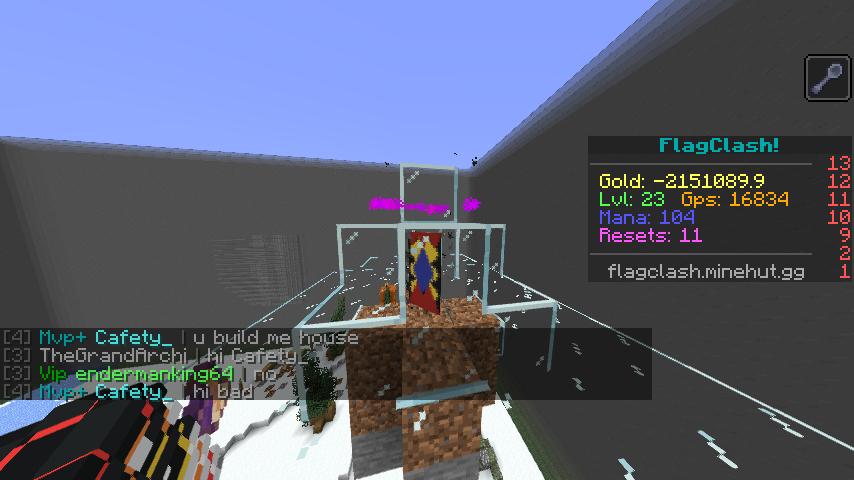 FlagClash!
13
Gold: -2151089.9 12
Lvl: 23 Gps: 16834 11
Mana: 104 10
Resets: 11 9
2
flagclash.minehut.gg 1
[4] Mvp+ Cafety_ | u build me house
[3] TheGrandArchi | hi Cafety_
[3] Vip endermanking64 | no
[4] Mvp+ Cafety_ | hi bad